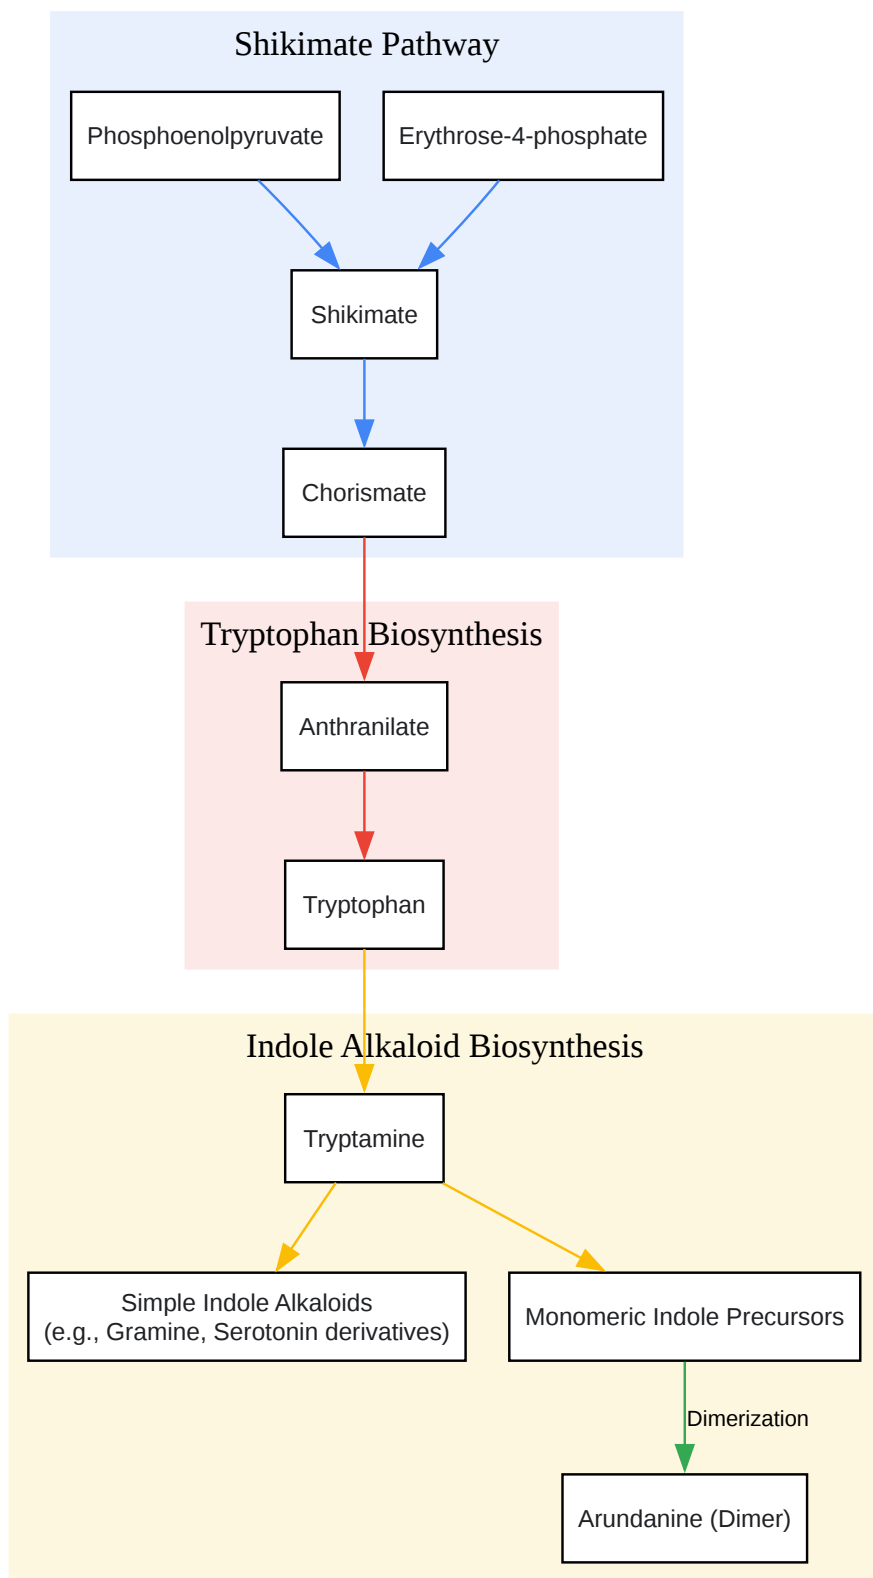 Shikimate Pathway
Phosphoenolpyruvate
Erythrose-4-phosphate
Shikimate
Chorismate
Tryptophan Biosynthesis
Anthranilate
Tryptophan
Indole Alkaloid Biosynthesis
Tryptamine
Simple Indole Alkaloids
(e.g., Gramine, Serotonin derivatives)
Monomeric Indole Precursors
Dimerization
Arundanine (Dimer)